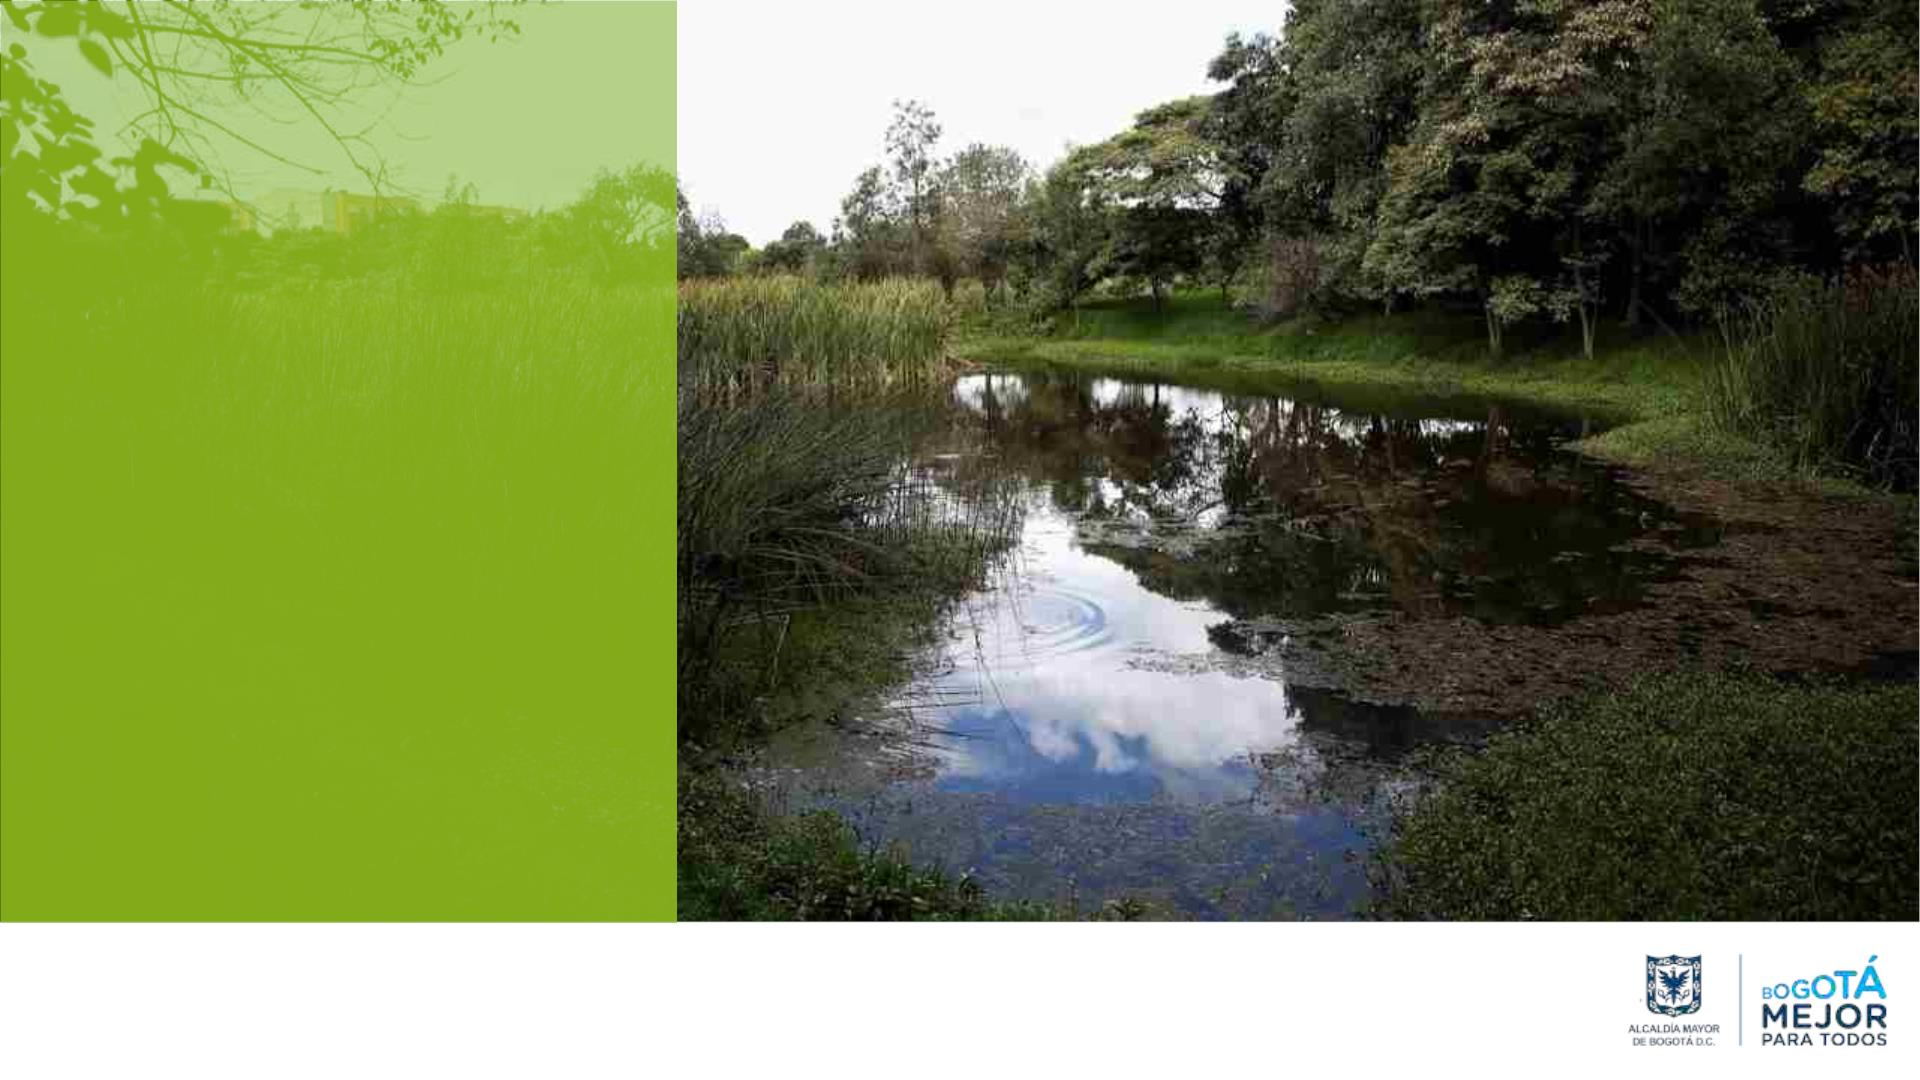 ALCALDÍA MAYOR
DE BOGOTÁ D.C.
BOGOTÁ
MEJOR
PARA TODOS